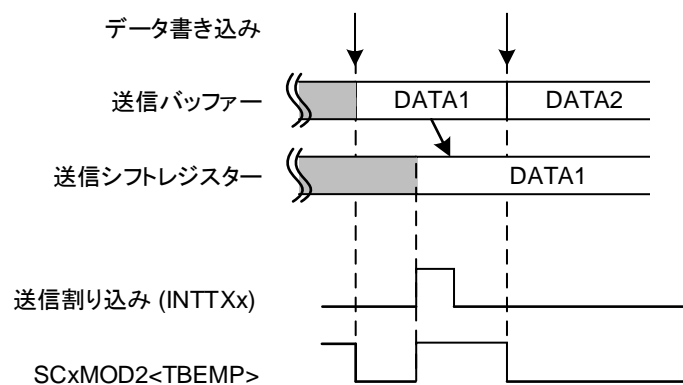 データ書き込み
送信バッファー DATA1 DATA2
送信シフトレジスター DATA1
送信割り込み (INTTXx)
SCxMOD2<TBEMP>